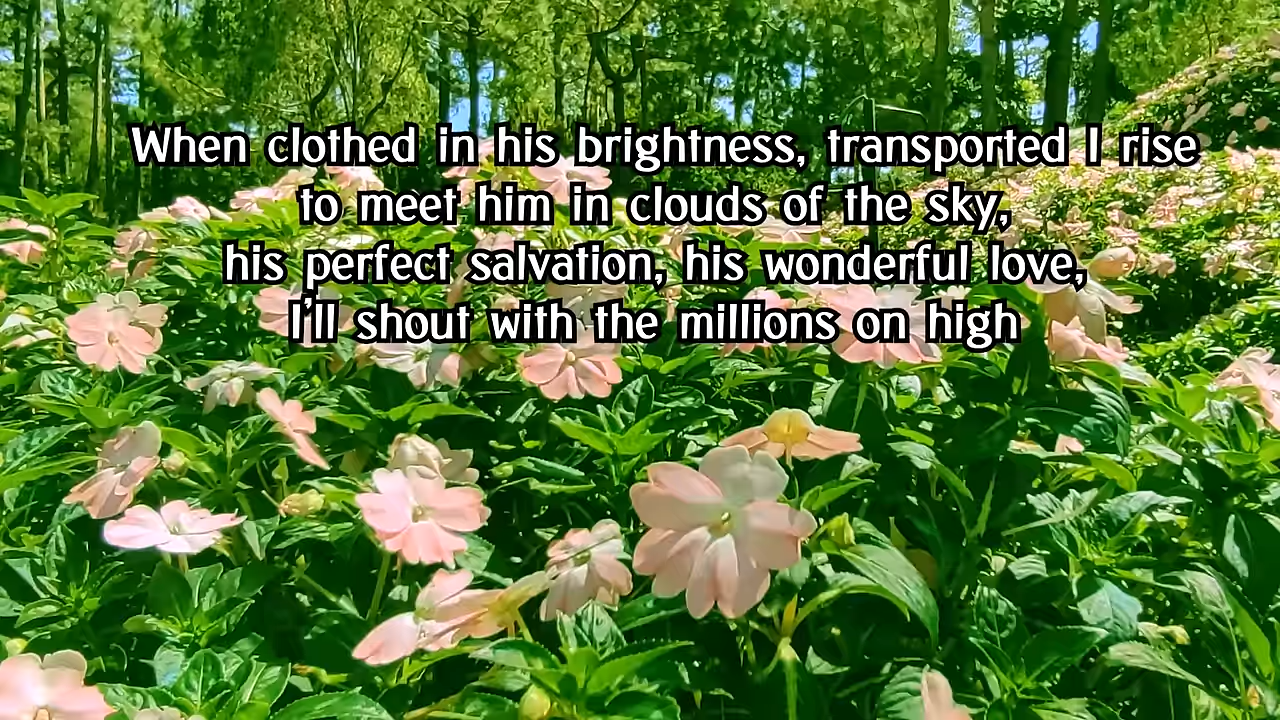 When clothed in his brightness, transported I rise
to meet him in clouds of the sky,
his perfect salvation, his wonderful love,
I'll shout with the millions on high